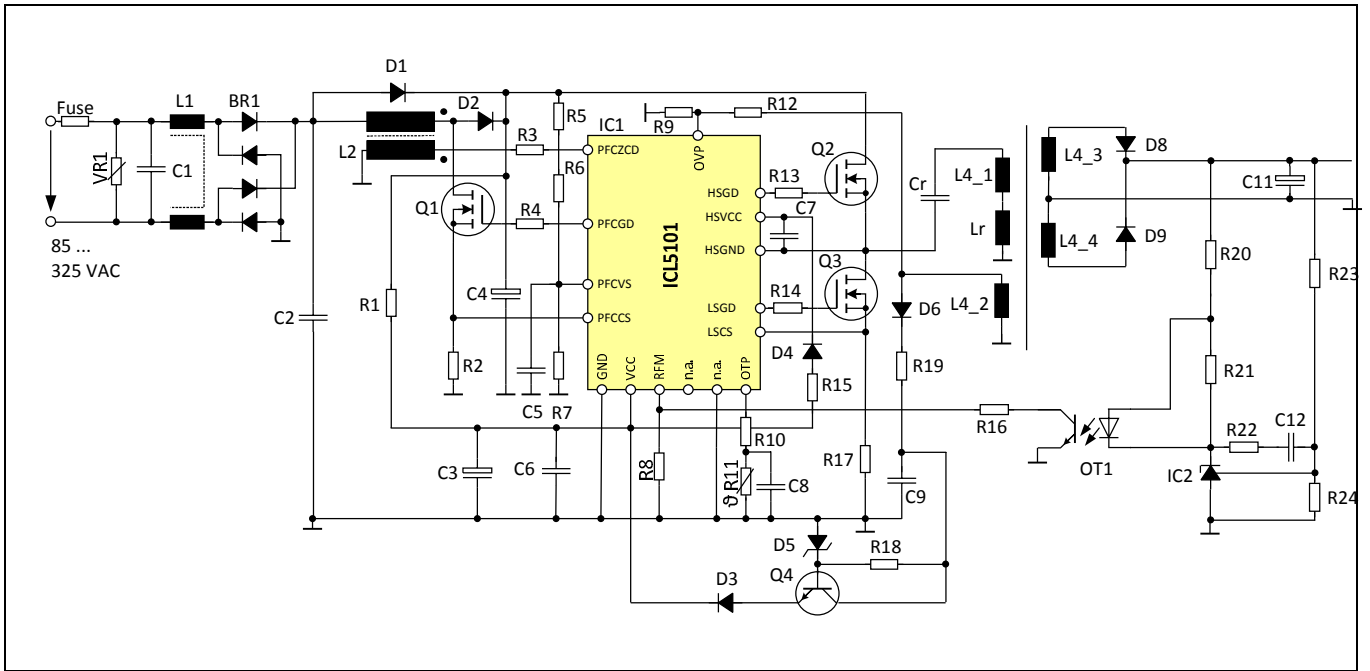 D1
Fuse
L1
BR1
D2
R5
R12
IC1
R9
VR1
C1
L2
R3
PFCZCD
OVP
Q2
D8
L4_3
R6
R13
HSGD
Cr
L4_1
C11
Q1
R4
PFCGD
HSVCC
C7
HSGND
Lr
L4_4
D9
85 ...
325 VAC
ICL5101
Q3
R20
R23
C4
PFCVS
R14
LSGD
D6
L4_2
R1
C2
PFCCS
LSCS
R2
GND
VCC
RFM
n.a.
n.a.
OTP
D4
R15
R19
R21
C5
R7
R16
C12
R10
R22
OT1
C3
C6
R8
ϑ R11
C8
R17
C9
IC2
R24
D5
R18
Q4
D3